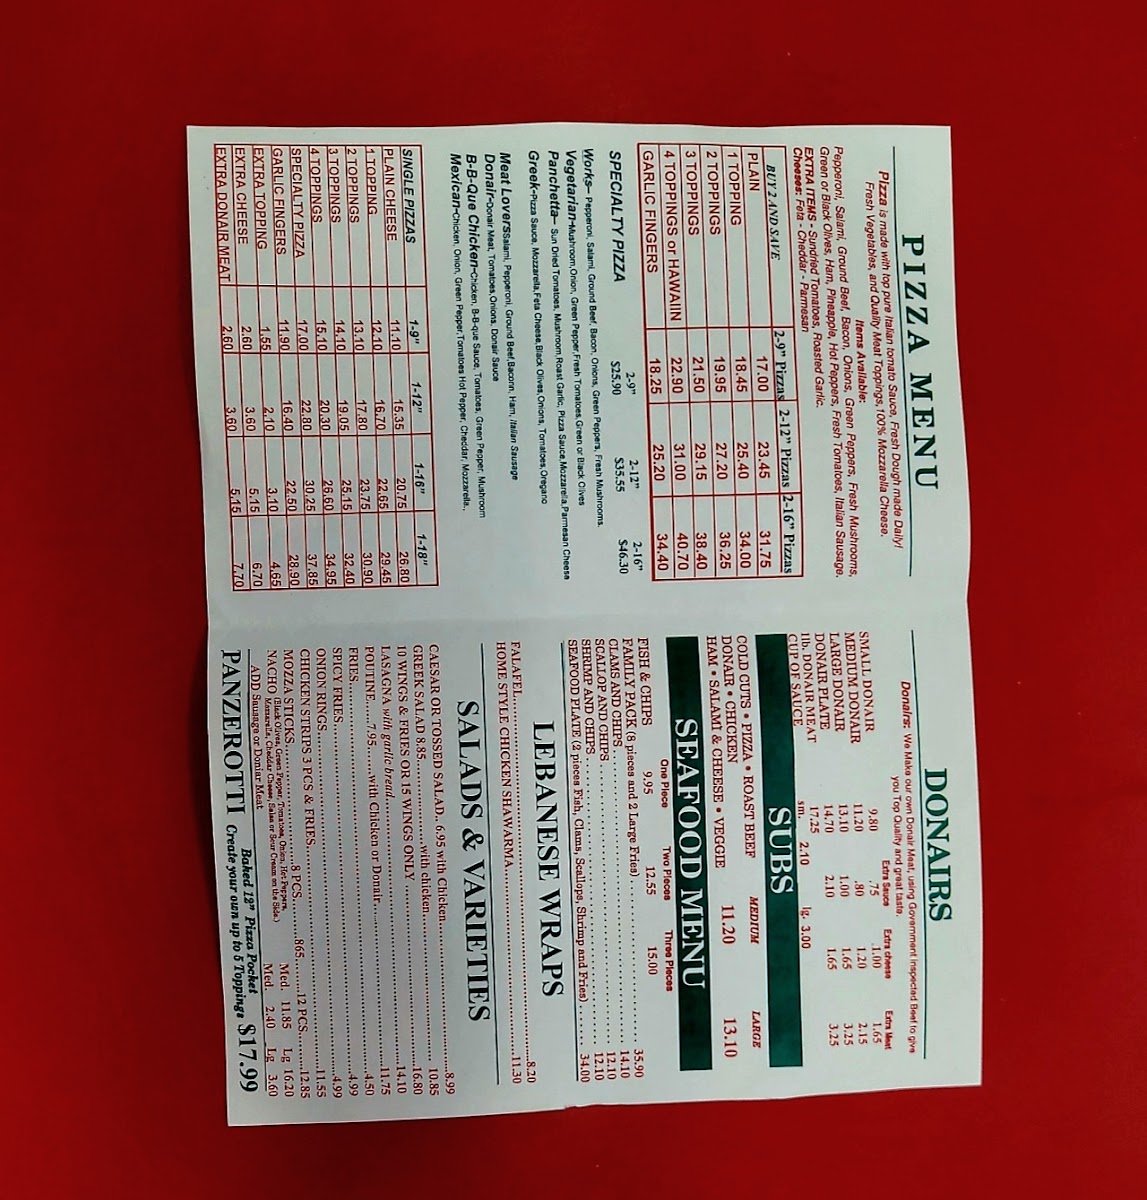 PIZZA MENU
Pizza is made with top pure Italian tomato Sauce, Fresh Dough made Daily!
Fresh Vegetables, and Quality Meat Toppings, 100% Mozzarella Cheese.
Items Available:
Pepperoni, Salami, Ground Beef, Bacon, Onions, Green Peppers, Fresh Mushrooms,
Green or Black Olives, Ham, Pineapple, Hot Peppers, Fresh Tomatoes, Italian Sausage.
EXTRA ITEMS - Sundried Tomatoes, Roasted Garlic.
Cheeses: Feta - Cheddar - Parmesan
BUY 2 AND SAVE 2-9" Pizzas 2-12" Pizzas 2-16" Pizzas
PLAIN 17.00 23.45 31.75
1 TOPPING 18.45 25.40 34.00
2 TOPPINGS 19.95 27.20 36.25
3 TOPPINGS 21.50 29.15 38.40
4 TOPPINGS or HAWAIIN 22.90 31.00 40.70
GARLIC FINGERS 18.25 25.20 34.40
SPECIALTY PIZZA 2-9" 2-12" 2-16"
$25.90 $35.55 $46.30
Works- Pepperoni, Salami, Ground Beef, Bacon, Onions, Green Peppers, Fresh Mushrooms.
Vegetarian-Mushroom,Onion, Green Pepper,Fresh Tomatoes,Green or Black Olives
Panchetta- Sun Dried Tomatoes, Mushroom,Roast Garlic, Pizza Sauce,Mozzarella,Parmesan Cheese
Greek-Pizza Sauce, Mozzarella,Feta Cheese,Black Olives,Onions, Tomatoes,Oregano
Meat LoversSalami, Pepperoni, Ground Beef,Baconn, Ham, Italian Sausage
Donair-Donair Meat, Tomatoes,Onions, Donair Sauce
B-B-Que Chicken-Chicken, B-B-que Sauce, Tomatoes, Green Pepper, Mushroom
Mexican-Chicken, Onion, Green Pepper,Tomatoes Hot Pepper, Cheddar, Mozzarella.,
SINGLE PIZZAS 1-9" 1-12" 1-16" 1-18"
PLAIN CHEESE 11.10 15.35 20.75 26.80
1 TOPPING 12.10 16.70 22.65 29.45
2 TOPPINGS 13.10 17.80 23.75 30.90
3 TOPPINGS 14.10 19.05 25.15 32.40
4 TOPPINGS 15.10 20.30 26.60 34.95
SPECIALTY PIZZA 17.00 22.80 30.25 37.85
GARLIC FINGERS 11.90 16.40 22.50 28.90
EXTRA TOPPING 1.55 2.10 3.10 4.65
EXTRA CHEESE 2.60 3.60 5.15 6.70
EXTRA DONAIR MEAT 2.60 3.60 5.15 7.70
DONAIRS
Donairs: We Make our own Donair Meat, using Government inspected Beef to give
you Top Quality and great taste.
Extra Sauce Extra cheese Extra Meat
SMALL DONAIR 9.80 .75 1.00 1.65
MEDIUM DONAIR 11.20 .80 1.20 2.15
LARGE DONAIR 13.10 1.00 1.65 3.25
DONAIR PLATE 14.70 2.10 1.65 3.25
1lb. DONAIR MEAT 17.25
CUP OF SAUCE sm. 2.10 lg. 3.00
SUBS
MEDIUM LARGE
COLD CUTS • PIZZA • ROAST BEEF
DONAIR • CHICKEN 11.20 13.10
HAM • SALAMI & CHEESE • VEGGIE
SEAFOOD MENU
One Piece Two Pieces Three Pieces
FISH & CHIPS 9.95 12.55 15.00
FAMILY PACK (8 pieces and 2 Large Fries) 35.90
CLAMS AND CHIPS 14.10
SCALLOP AND CHIPS 12.10
SHRIMP AND CHIPS 12.10
SEAFOOD PLATE (2 pieces Fish, Clams, Scallops, Shrimp and Fries) 34.00
LEBANESE WRAPS
FALAFEL 8.20
HOME STYLE CHICKEN SHAWARMA 11.30
SALADS & VARIETIES
CAESAR OR TOSSED SALAD. 6.95 with Chicken 8.99
GREEK SALAD 8.85 with chicken 10.85
10 WINGS & FRIES OR 15 WINGS ONLY 16.80
LASAGNA with garlic bread 14.10
POUTINE 7.95 with Chicken or Donair 11.75
FRIES 4.50
SPICY FRIES 4.99
ONION RINGS 4.99
CHICKEN STRIPS 3 PCS & FRIES 11.55
MOZZA STICKS 8 PCS. .865 12 PCS. 12.85
(Black Olives, Green Pepper, Tomatoes, Onion, Hot Peppers,
NACHO Mozzarella, Cheddar Cheese, Salsa or Sour Cream on the Side.) Med. 11.85 Lg 16.20
ADD Sausage or Doniar Meat Med. 2.40 Lg 3.60
PANZEROTTI Baked 12" Pizza Pocket
Create your own up to 5 Toppings $17.99